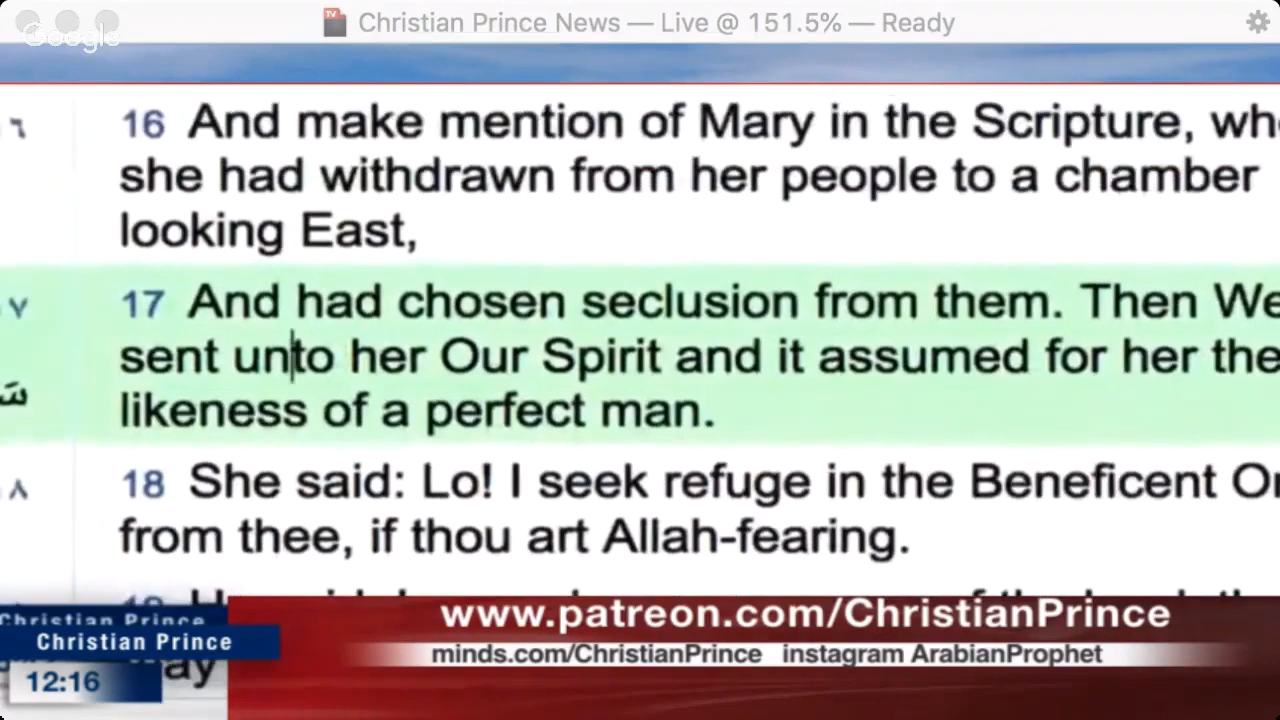 Christian Prince News — Live @ 151.5% — Ready
Google
16 And make mention of Mary in the Scripture,
she had withdrawn from her people to a chamber
looking East,
٧
17 And had chosen seclusion from them. Then We
sent unto her Our Spirit and it assumed for her the
likeness of a perfect man.
٨
18 She said: Lo! I seek refuge in the Beneficent
from thee, if thou art Allah-fearing.
www.patreon.com/ChristianPrince
minds.com/ChristianPrince instagram ArabianProphet
Christian Prince
Christian Prince
12:16